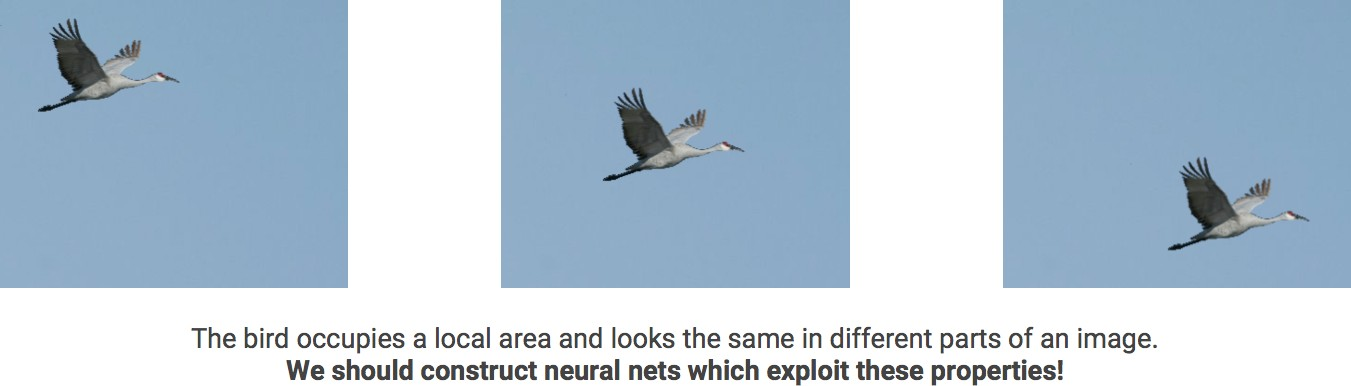 The bird occupies a local area and looks the same in different parts of an image.
We should construct neural nets which exploit these properties!